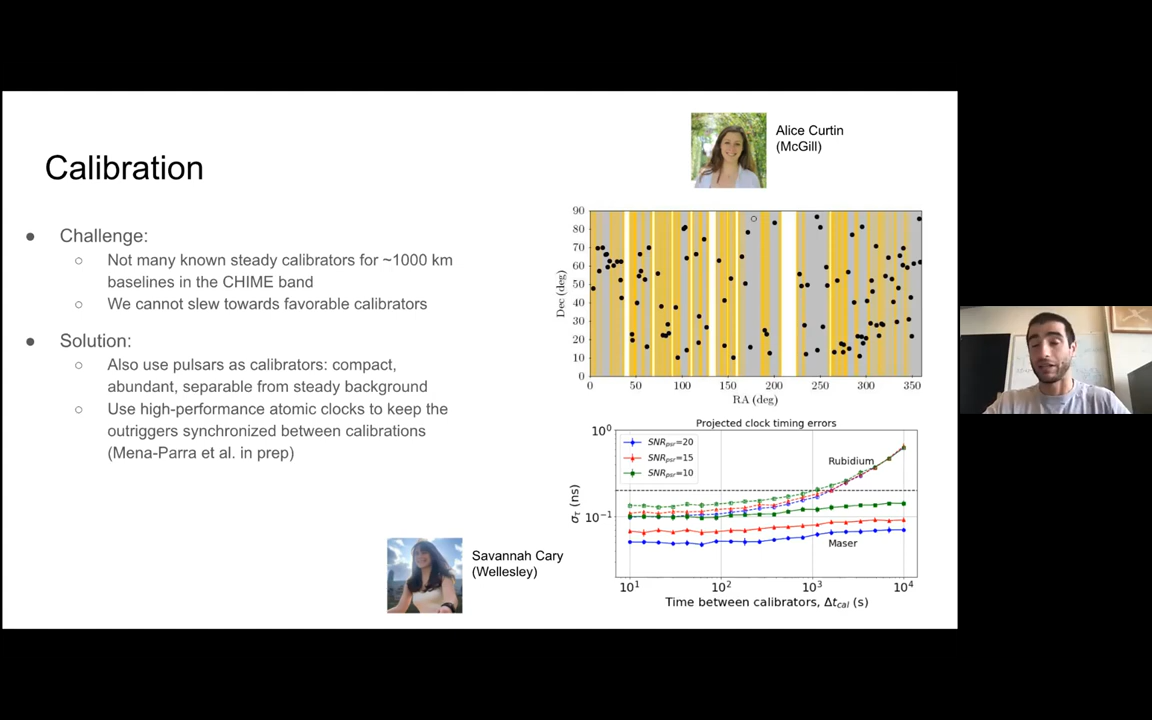 Calibration
● Challenge:
○ Not many known steady calibrators for ~1000 km
baselines in the CHIME band
○ We cannot slew towards favorable calibrators
● Solution:
○ Also use pulsars as calibrators: compact,
abundant, separable from steady background
○ Use high-performance atomic clocks to keep the
outriggers synchronized between calibrations
(Mena-Parra et al. in prep)
Savannah Cary
(Wellesley)
Alice Curtin
(McGill)
90
80
70
60
50
40
30
20
10
0
Dec (deg)
0 50 100 150 200 250 300 350
RA (deg)
Projected clock timing errors
10⁰
10⁻¹
στ (ns)
SNRpsr=20
SNRpsr=15
SNRpsr=10
Rubidium
Maser
10¹ 10² 10³ 10⁴
Time between calibrators, Δtcal (s)